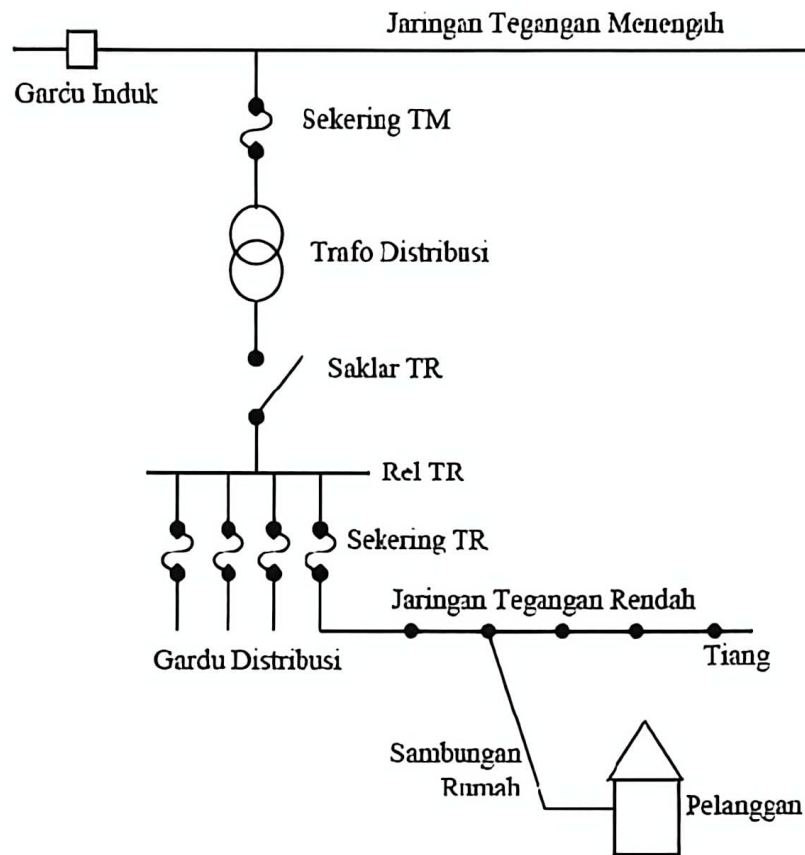 Jaringan Tegangan Menengah
Gardu Induk
Sekering TM
Trafo Distribusi
Saklar TR
Rel TR
Sekering TR
Jaringan Tegangan Rendah
Gardu Distribusi
Tiang
Sambungan
Rumah
Pelanggan